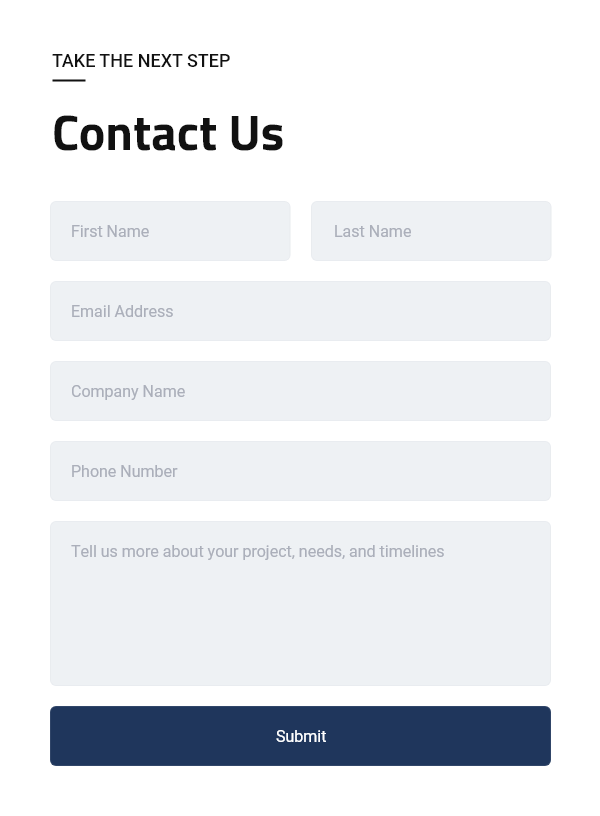 TAKE THE NEXT STEP
Contact Us
First Name
Last Name
Email Address
Company Name
Phone Number
Tell us more about your project, needs, and timelines
Submit